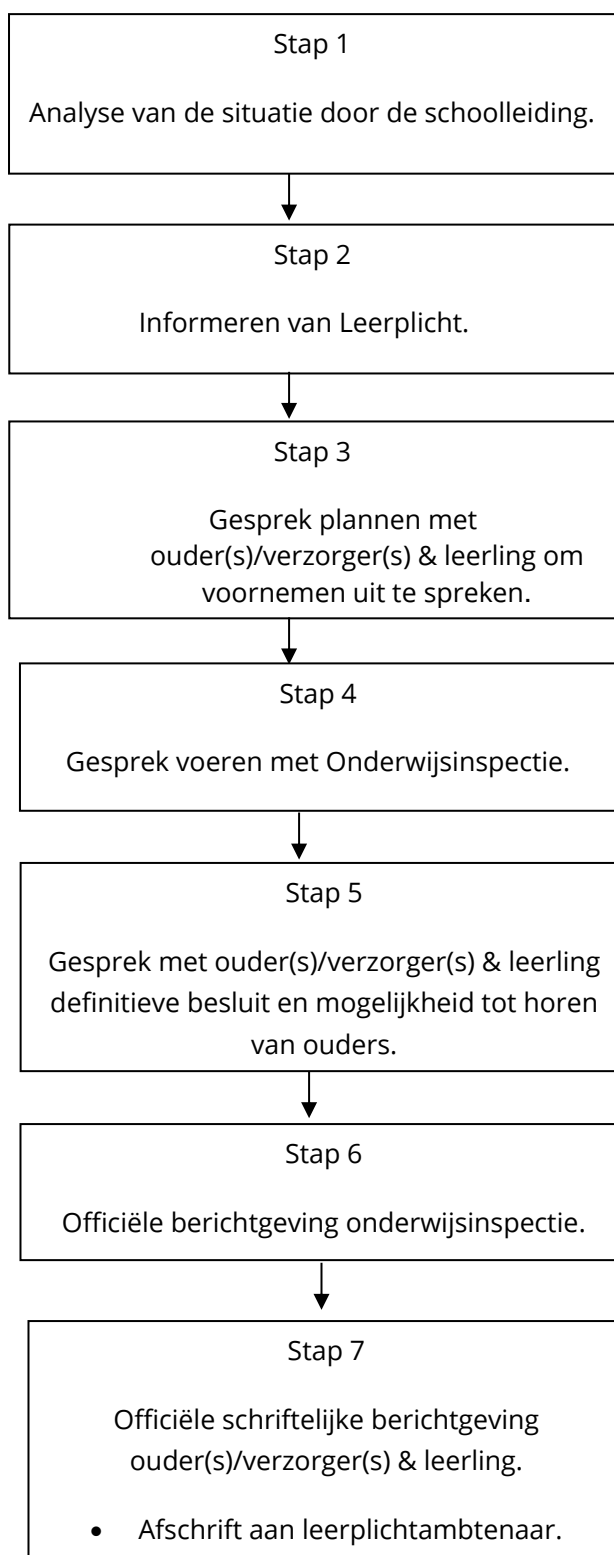 Stap 1
Analyse van de situatie door de schoolleiding.
Stap 2
Informeren van Leerplicht.
Stap 3
Gesprek plannen met
ouder(s)/verzorger(s) & leerling om
voornemen uit te spreken.
Stap 4
Gesprek voeren met Onderwijsinspectie.
Stap 5
Gesprek met ouder(s)/verzorger(s) & leerling
definitieve besluit en mogelijkheid tot horen
van ouders.
Stap 6
Officiële berichtgeving onderwijsinspectie.
Stap 7
Officiële schriftelijke berichtgeving
ouder(s)/verzorger(s) & leerling.
• Afschrift aan leerplichtambtenaar.